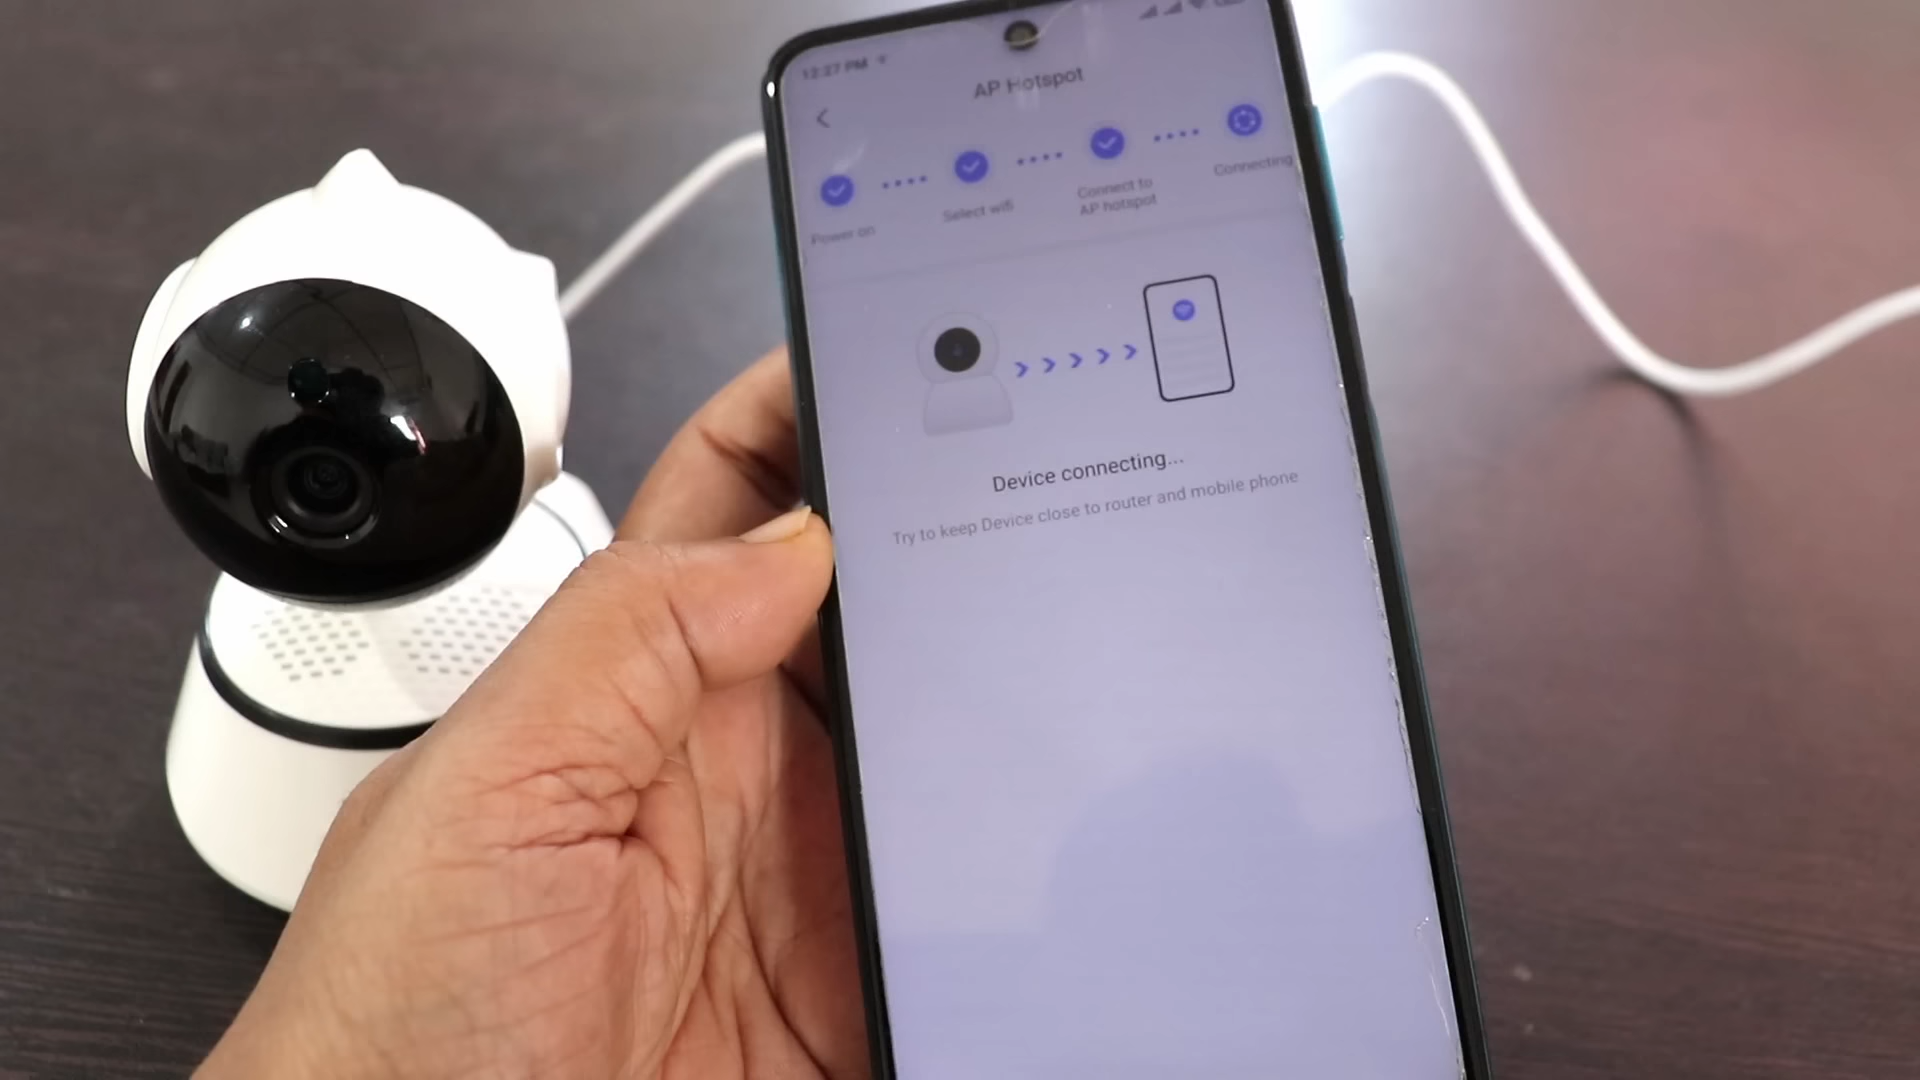 12:27 PM
AP Hotspot
Power on
Select wifi
Connect to
AP hotspot
Connecting
Device connecting...
Try to keep Device close to router and mobile phone